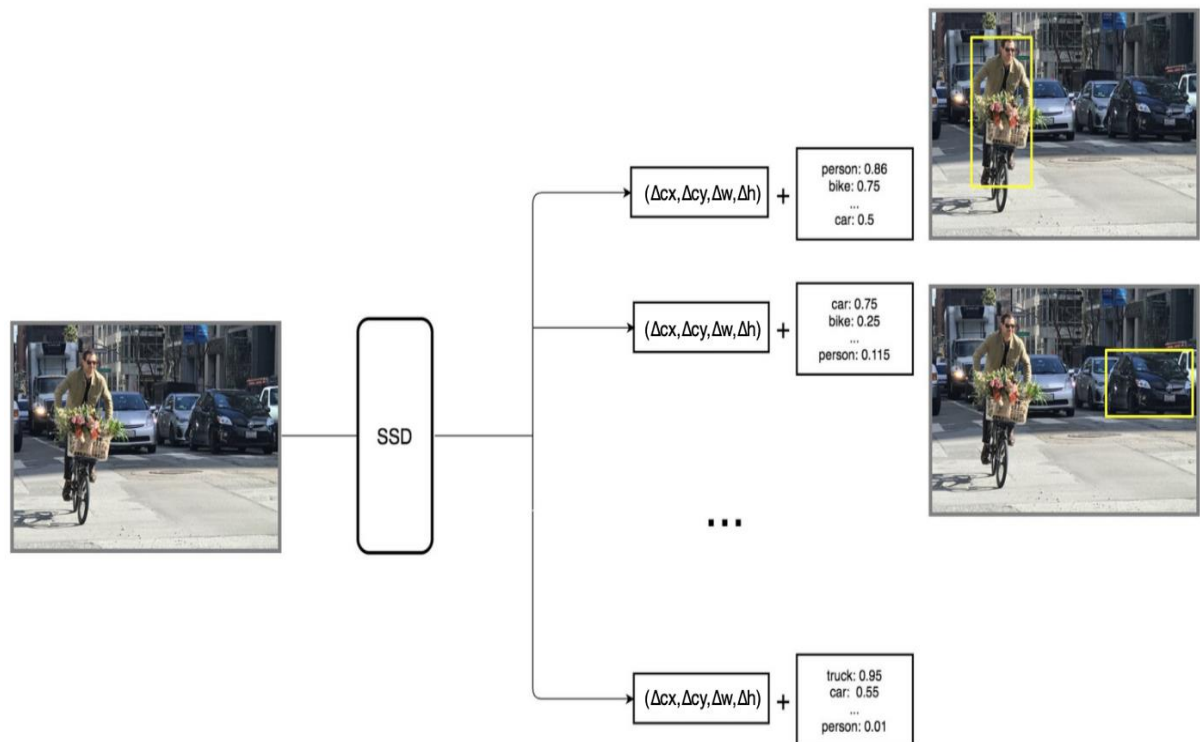 (Δcx,Δcy,Δw,Δh)
+
person: 0.86
bike: 0.75
...
car: 0.5
(Δcx,Δcy,Δw,Δh)
+
car: 0.75
bike: 0.25
...
person: 0.115
SSD
...
(Δcx,Δcy,Δw,Δh)
+
truck: 0.95
car: 0.55
...
person: 0.01